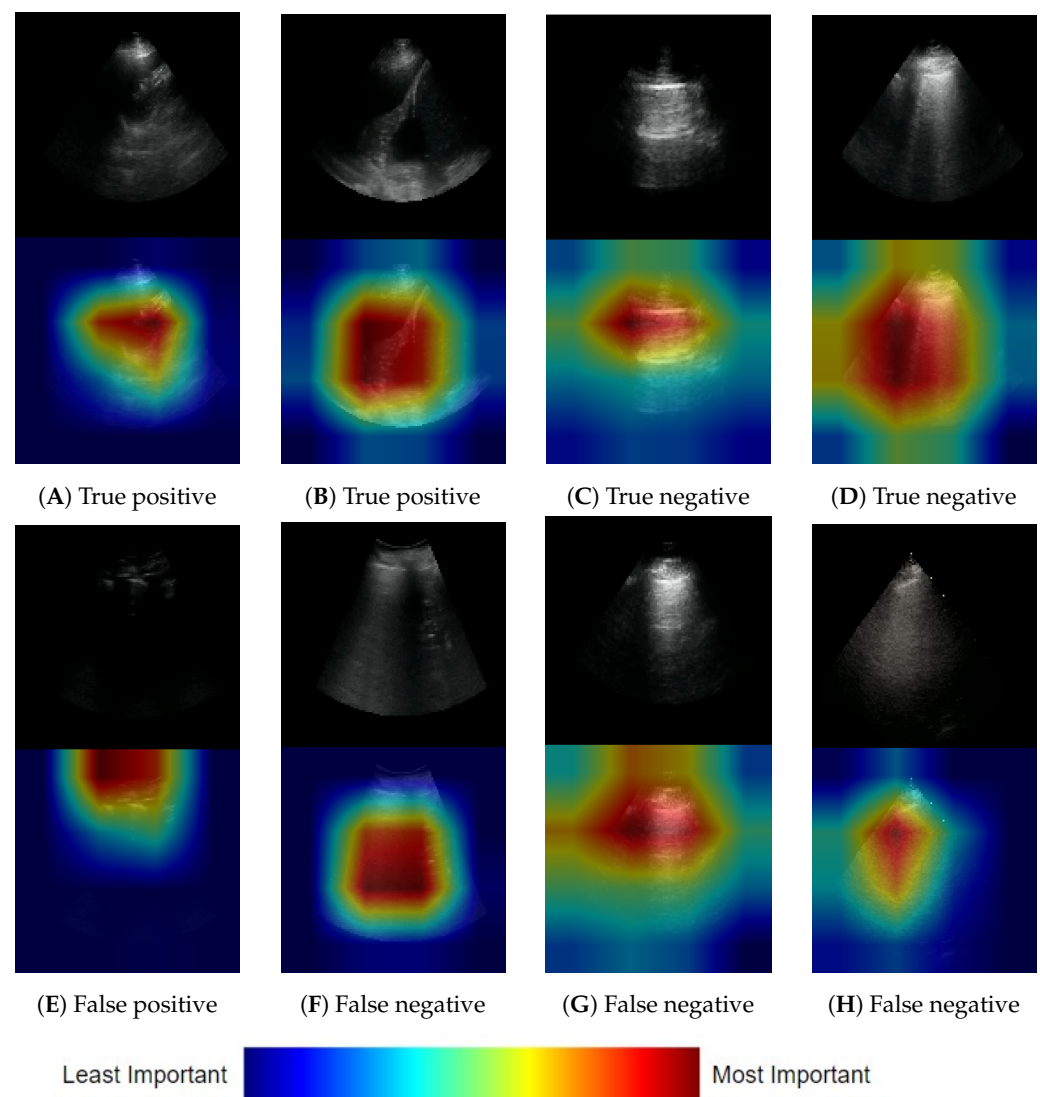 (A) True positive
(B) True positive
(C) True negative
(D) True negative
(E) False positive
(F) False negative
(G) False negative
(H) False negative
Least Important
Most Important